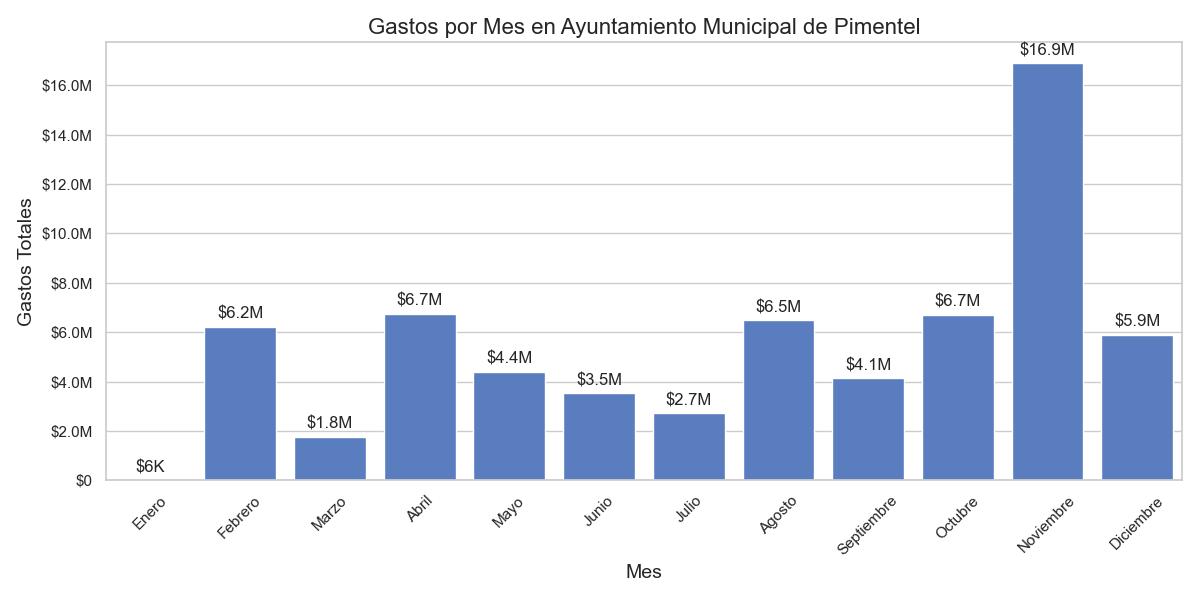 Gastos por Mes en Ayuntamiento Municipal de Pimentel
Gastos Totales
$16.0M
$14.0M
$12.0M
$10.0M
$8.0M
$6.0M
$4.0M
$2.0M
$0
$6K
$6.2M
$1.8M
$6.7M
$4.4M
$3.5M
$2.7M
$6.5M
$4.1M
$6.7M
$16.9M
$5.9M
Enero
Febrero
Marzo
Abril
Mayo
Junio
Julio
Agosto
Septiembre
Octubre
Noviembre
Diciembre
Mes